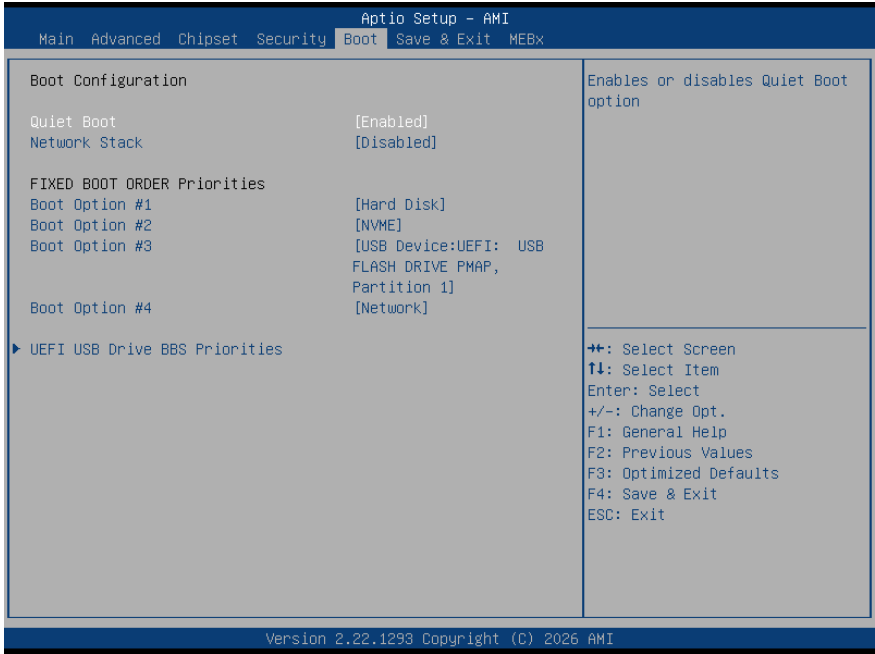 Aptio Setup – AMI
Main Advanced Chipset Security Boot Save & Exit MEBx
Boot Configuration
Quiet Boot [Enabled]
Network Stack [Disabled]
FIXED BOOT ORDER Priorities
Boot Option #1 [Hard Disk]
Boot Option #2 [NVME]
Boot Option #3 [USB Device:UEFI: USB
FLASH DRIVE PMAP,
Partition 1]
Boot Option #4 [Network]
UEFI USB Drive BBS Priorities
Enables or disables Quiet Boot
option
→←: Select Screen
↑↓: Select Item
Enter: Select
+/-: Change Opt.
F1: General Help
F2: Previous Values
F3: Optimized Defaults
F4: Save & Exit
ESC: Exit
Version 2.22.1293 Copyright (C) 2026 AMI